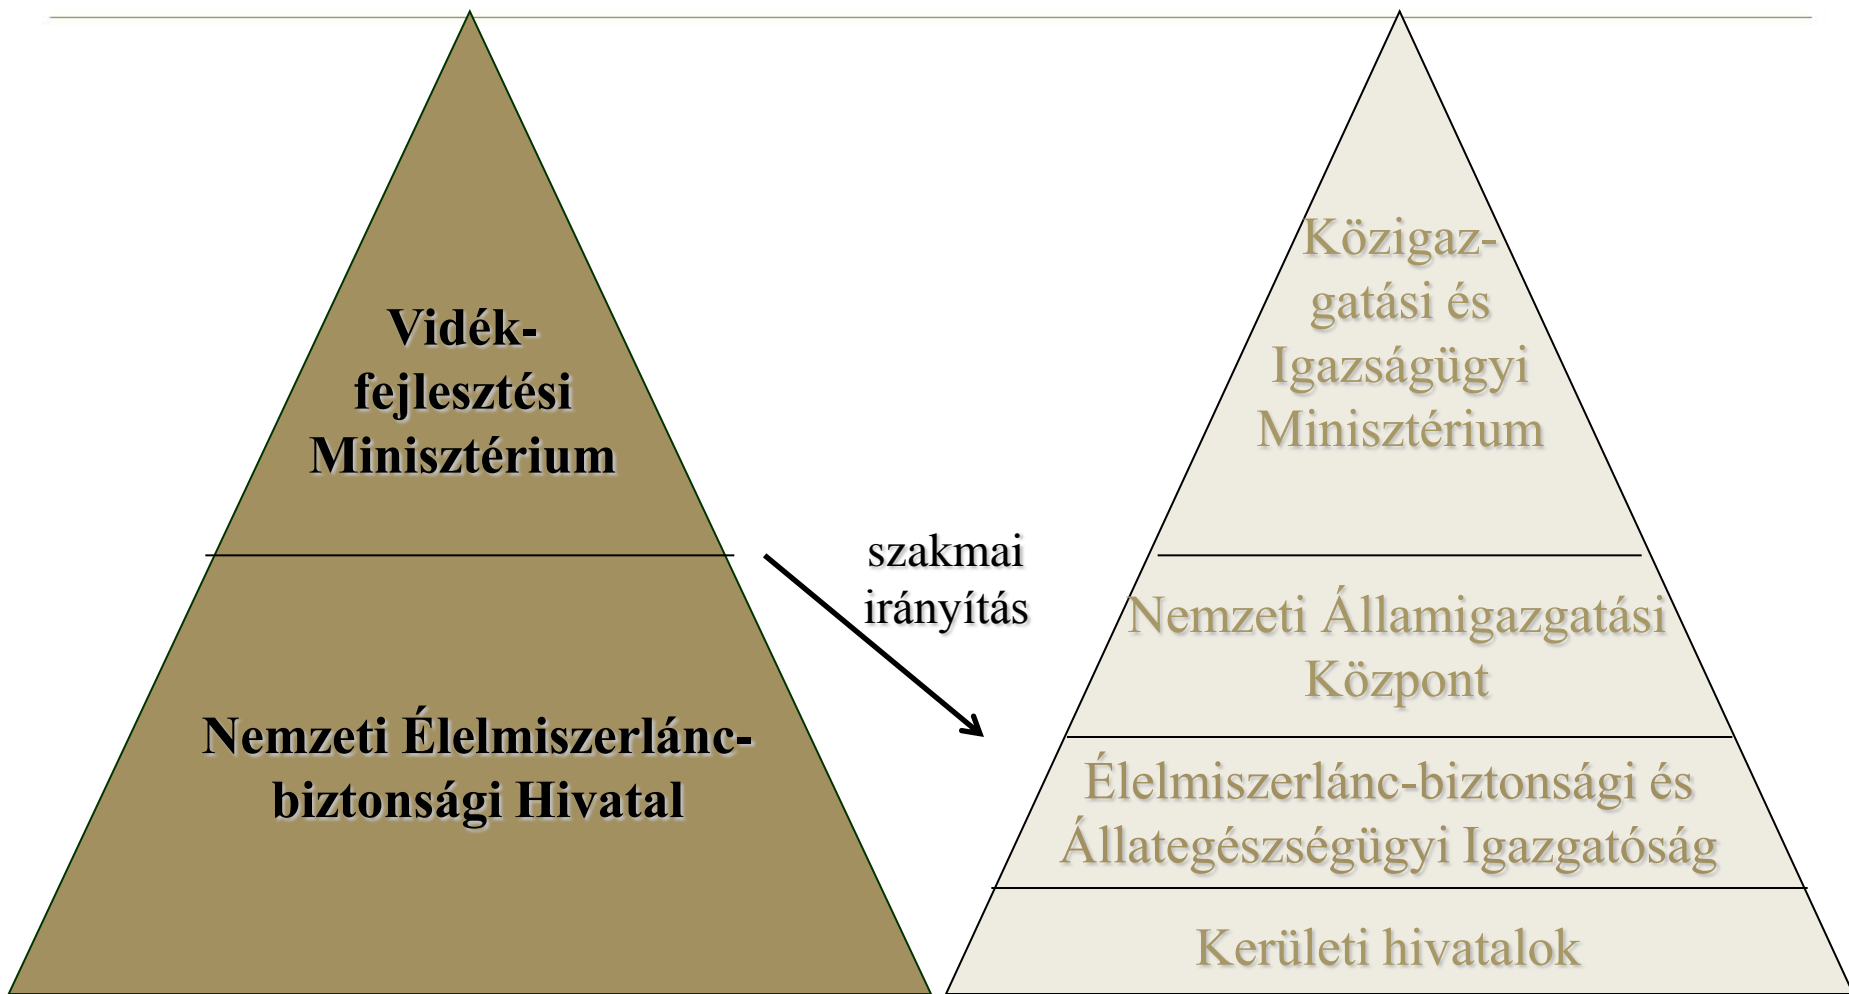 Vidék-
fejlesztési
Minisztérium
Nemzeti Élelmiszerlánc-
biztonsági Hivatal
szakmai
irányítás
Közigaz-
gatási és
Igazságügyi
Minisztérium
Nemzeti Államigazgatási
Központ
Élelmiszerlánc-biztonsági és
Állategészségügyi Igazgatóság
Kerületi hivatalok